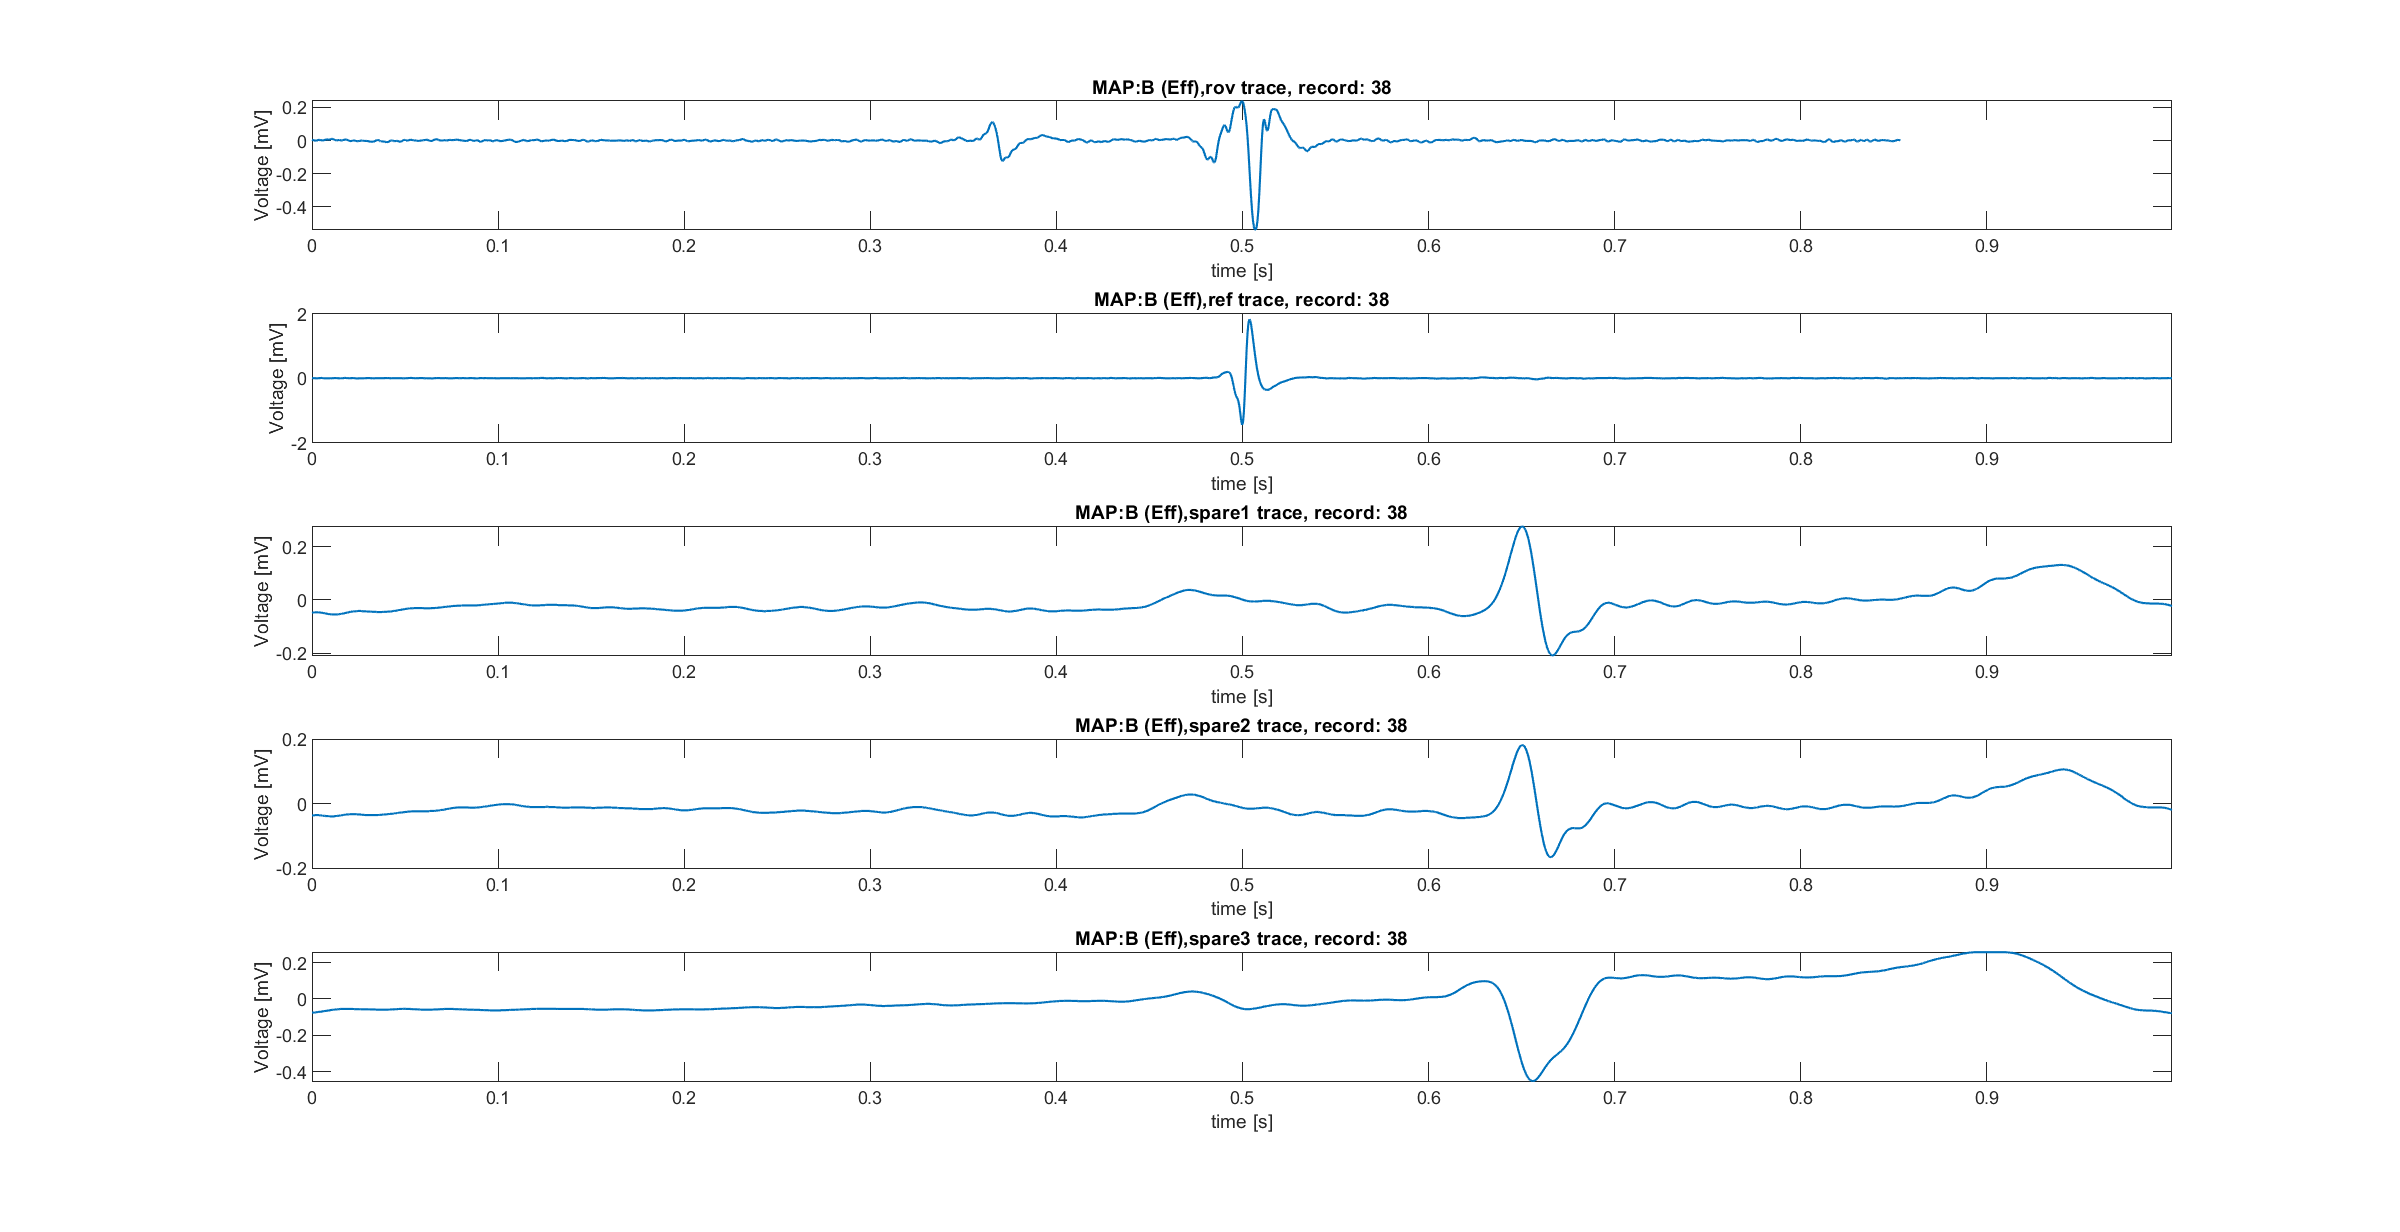 MAP:B (Eff),rov trace, record: 38
Voltage [mV]
0.2
0
-0.2
-0.4
0 0.1 0.2 0.3 0.4 0.5 0.6 0.7 0.8 0.9
time [s]
MAP:B (Eff),ref trace, record: 38
Voltage [mV]
2
0
-2
0 0.1 0.2 0.3 0.4 0.5 0.6 0.7 0.8 0.9
time [s]
MAP:B (Eff),spare1 trace, record: 38
Voltage [mV]
0.2
0
-0.2
0 0.1 0.2 0.3 0.4 0.5 0.6 0.7 0.8 0.9
time [s]
MAP:B (Eff),spare2 trace, record: 38
Voltage [mV]
0.2
0
-0.2
0 0.1 0.2 0.3 0.4 0.5 0.6 0.7 0.8 0.9
time [s]
MAP:B (Eff),spare3 trace, record: 38
Voltage [mV]
0.2
0
-0.2
-0.4
0 0.1 0.2 0.3 0.4 0.5 0.6 0.7 0.8 0.9
time [s]